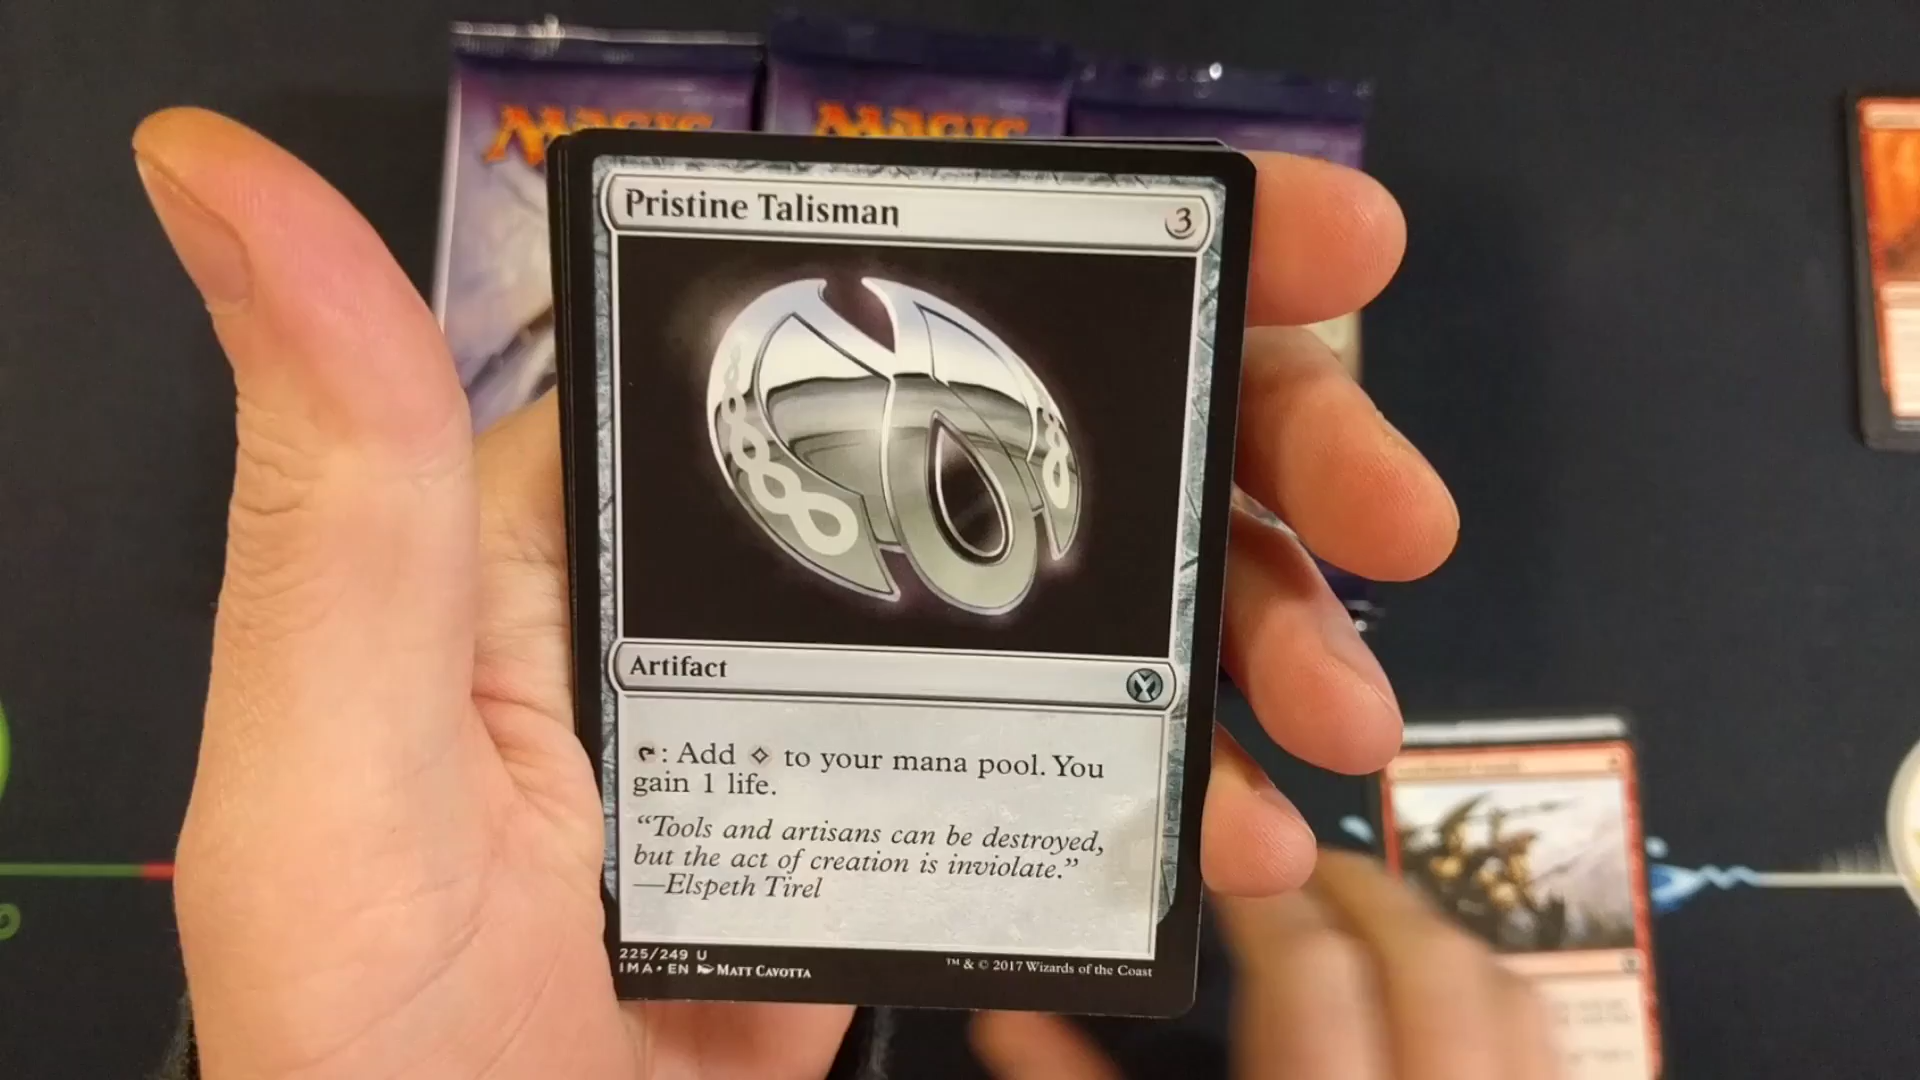 MAGIC
MAGIC
Pristine Talisman
3
Artifact
: Add to your mana pool. You
gain 1 life.
“Tools and artisans can be destroyed,
but the act of creation is inviolate.”
—Elspeth Tirel
225/249 U
IMA • EN MATT CAVOTTA
™ & © 2017 Wizards of the Coast